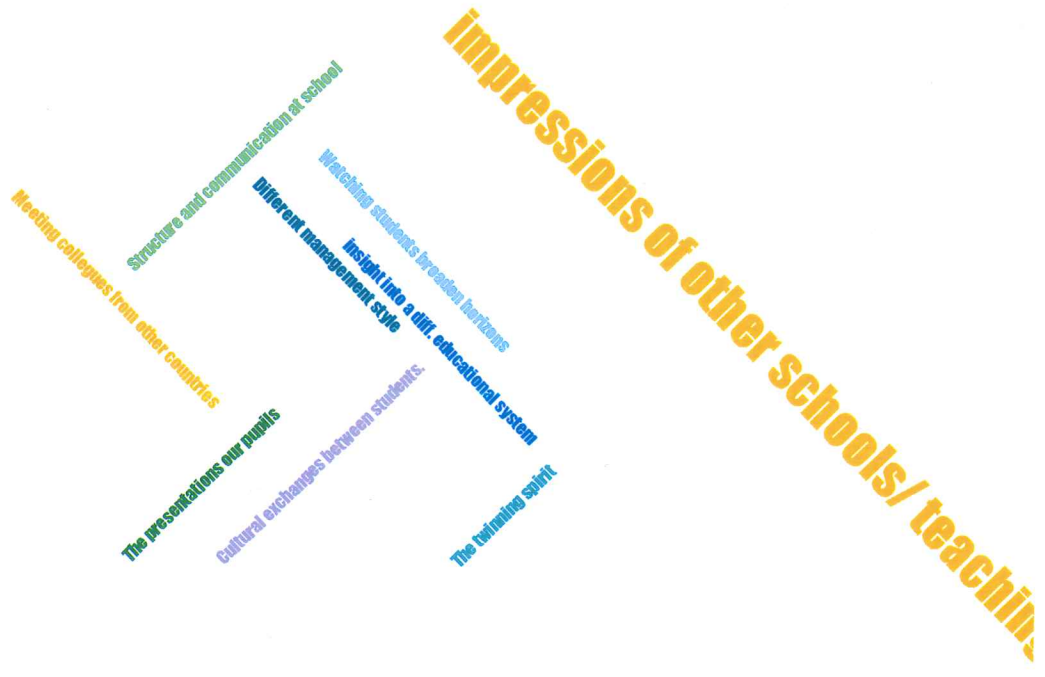 impressions of other schools/ teaching
Structure and communication at school
Watching students broaden horizons
Different management style
Meeting collegues from other countries
insight into a diff. educational system
Cultural exchanges between students.
The presentations our pupils
The twinning spirit